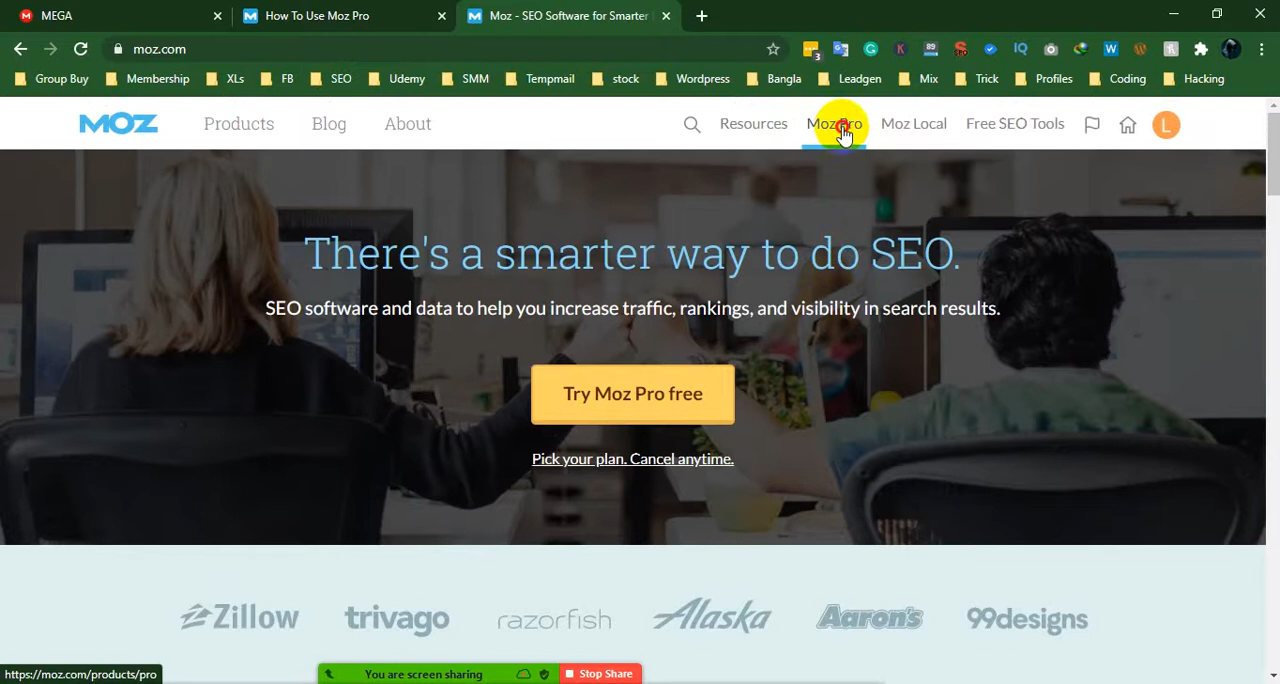 MEGA
How To Use Moz Pro
Moz - SEO Software for Smarter
moz.com
3
89
IQ
Group Buy
Membership
XLs
FB
SEO
Udemy
SMM
Tempmail
stock
Wordpress
Bangla
Leadgen
Mix
Trick
Profiles
Coding
Hacking
MOZ
Products
Blog
About
Resources
Moz Pro
Moz Local
Free SEO Tools
L
There's a smarter way to do SEO.
SEO software and data to help you increase traffic, rankings, and visibility in search results.
Try Moz Pro free
Pick your plan. Cancel anytime.
Zillow
trivago
razorfish
Alaska
Aaron's
99designs
https://moz.com/products/pro
You are screen sharing
Stop Share